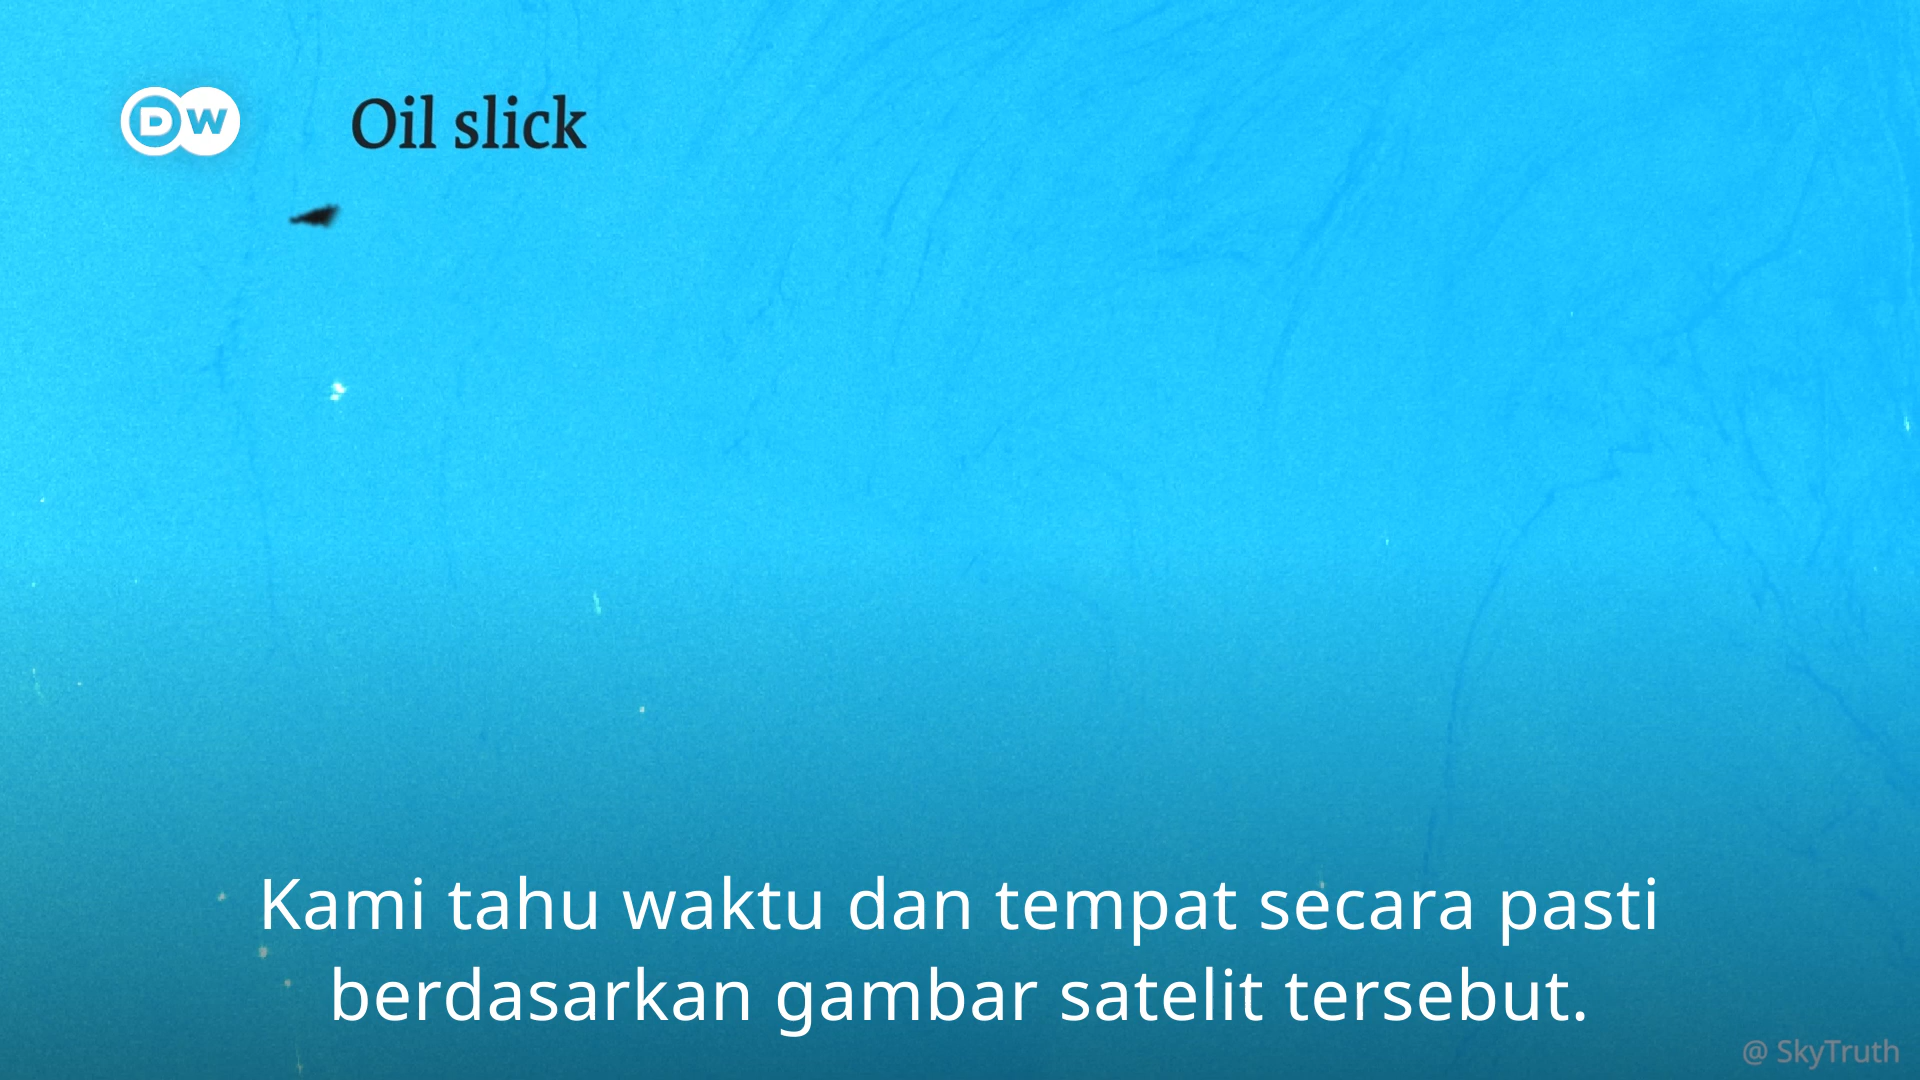 DW
Oil slick
Kami tahu waktu dan tempat secara pasti
berdasarkan gambar satelit tersebut.
@ SkyTruth